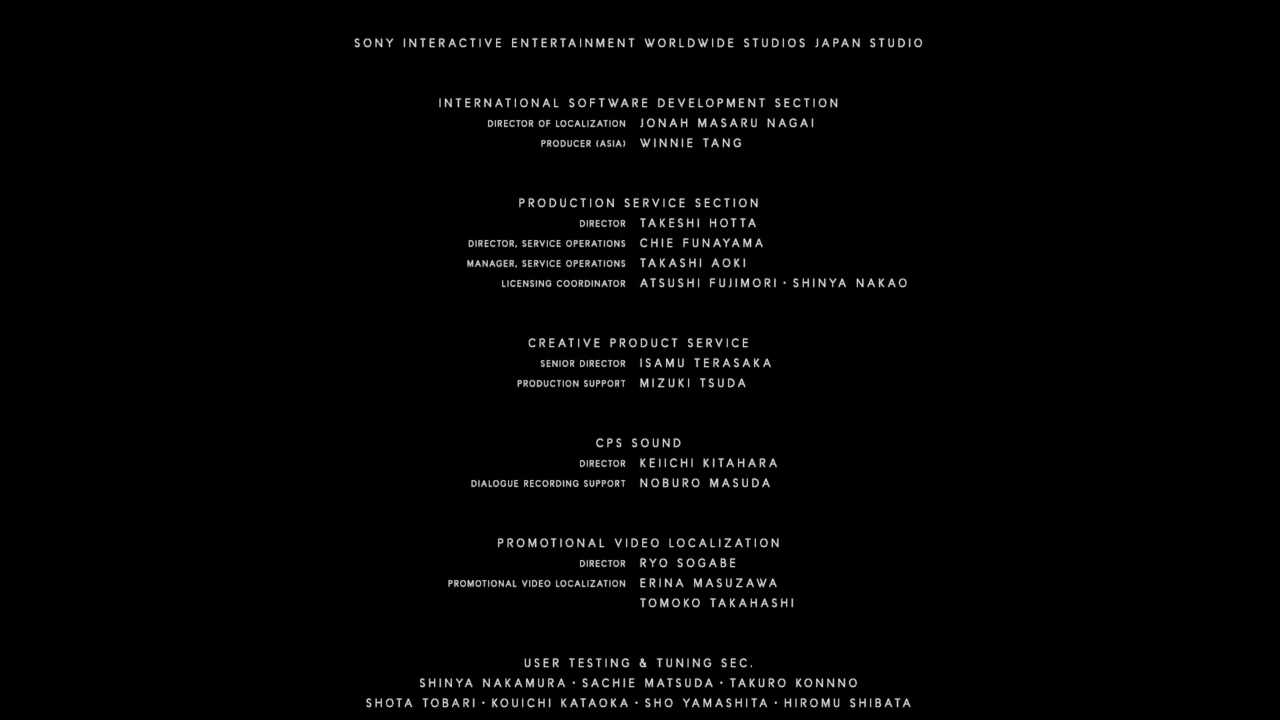 SONY INTERACTIVE ENTERTAINMENT WORLDWIDE STUDIOS JAPAN STUDIO
INTERNATIONAL SOFTWARE DEVELOPMENT SECTION
DIRECTOR OF LOCALIZATION JONAH MASARU NAGAI
PRODUCER (ASIA) WINNIE TANG
PRODUCTION SERVICE SECTION
DIRECTOR TAKESHI HOTTA
DIRECTOR, SERVICE OPERATIONS CHIE FUNAYAMA
MANAGER, SERVICE OPERATIONS TAKASHI AOKI
LICENSING COORDINATOR ATSUSHI FUJIMORI・SHINYA NAKAO
CREATIVE PRODUCT SERVICE
SENIOR DIRECTOR ISAMU TERASAKA
PRODUCTION SUPPORT MIZUKI TSUDA
CPS SOUND
DIRECTOR KEIICHI KITAHARA
DIALOGUE RECORDING SUPPORT NOBURO MASUDA
PROMOTIONAL VIDEO LOCALIZATION
DIRECTOR RYO SOGABE
PROMOTIONAL VIDEO LOCALIZATION ERINA MASUZAWA
TOMOKO TAKAHASHI
USER TESTING & TUNING SEC.
SHINYA NAKAMURA・SACHIE MATSUDA・TAKURO KONNNO
SHOTA TOBARI・KOUICHI KATAOKA・SHO YAMASHITA・HIROMU SHIBATA